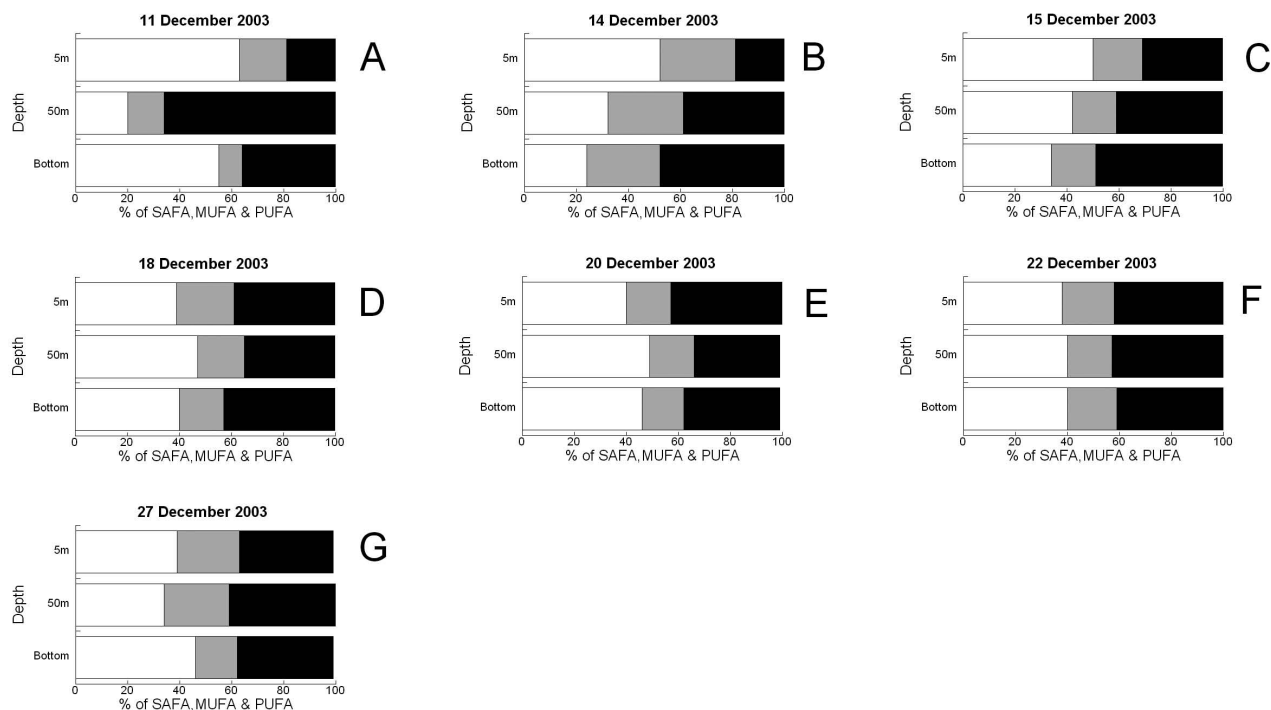 11 December 2003
A
5m
50m
Bottom
Depth
0 20 40 60 80 100
% of SAFA, MUFA & PUFA
14 December 2003
B
5m
50m
Bottom
Depth
0 20 40 60 80 100
% of SAFA, MUFA & PUFA
15 December 2003
C
5m
50m
Bottom
Depth
0 20 40 60 80 100
% of SAFA, MUFA & PUFA
18 December 2003
D
5m
50m
Bottom
Depth
0 20 40 60 80 100
% of SAFA, MUFA & PUFA
20 December 2003
E
5m
50m
Bottom
Depth
0 20 40 60 80 100
% of SAFA, MUFA & PUFA
22 December 2003
F
5m
50m
Bottom
Depth
0 20 40 60 80 100
% of SAFA, MUFA & PUFA
27 December 2003
G
5m
50m
Bottom
Depth
0 20 40 60 80 100
% of SAFA, MUFA & PUFA